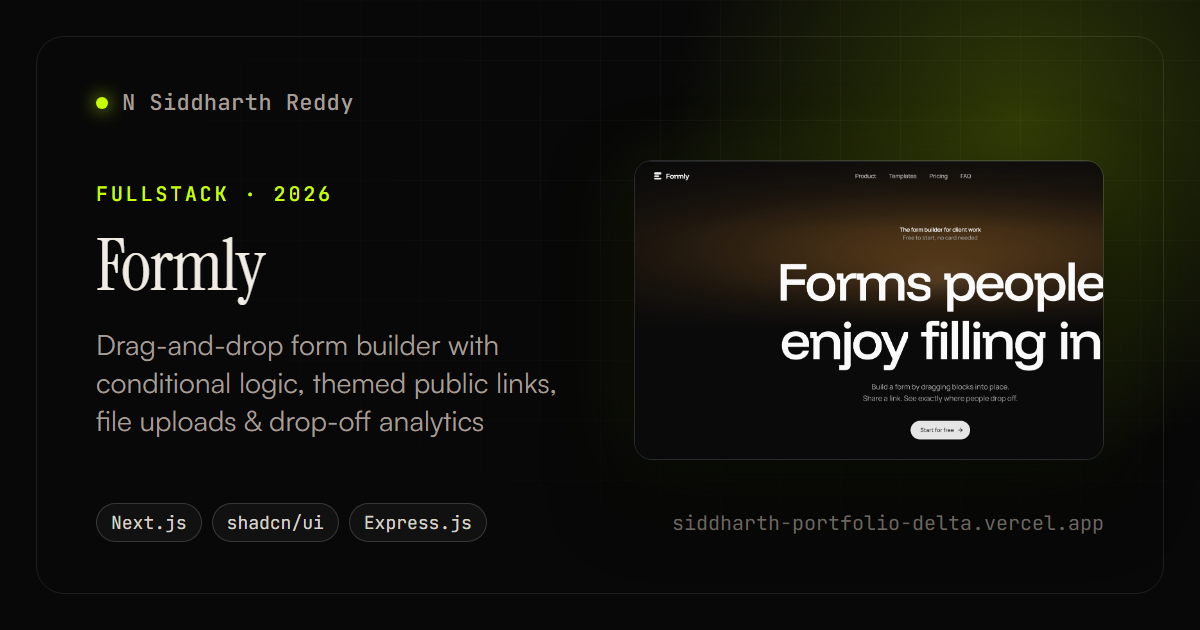 N Siddharth Reddy
FULLSTACK · 2026
Formly
Drag-and-drop form builder with
conditional logic, themed public links,
file uploads & drop-off analytics
Next.js shadcn/ui Express.js
Formly
Product Templates Pricing FAQ
The form builder for client work
Free to start, no card needed
Forms people
enjoy filling in
Build a form by dragging blocks into place.
Share a link. See exactly where people drop off.
Start for free →
siddharth-portfolio-delta.vercel.app